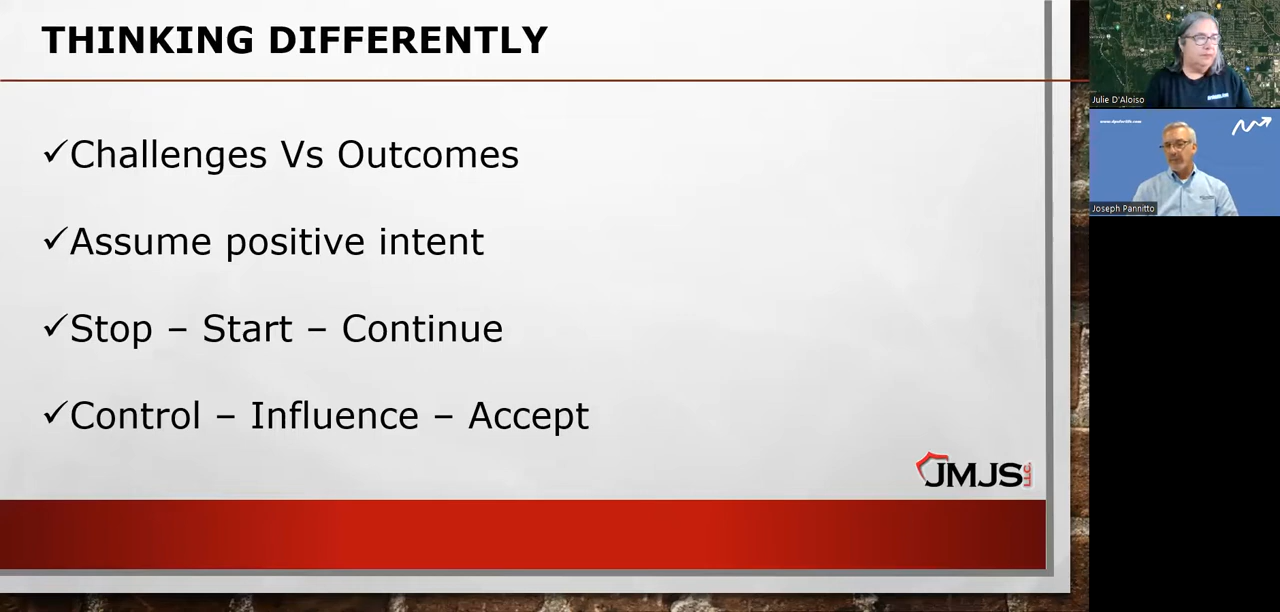 THINKING DIFFERENTLY
✓Challenges Vs Outcomes
✓Assume positive intent
✓Stop – Start – Continue
✓Control – Influence – Accept
JMJS LLC.
Julie D'Aloiso
Joseph Pannitto